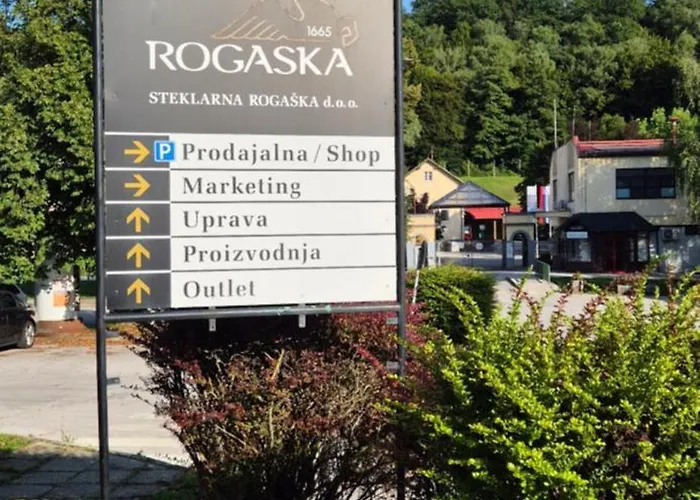 1665
ROGASKA
STEKLARNA ROGAŠKA d.o.o.
P Prodajalna / Shop
Marketing
Uprava
Proizvodnja
Outlet